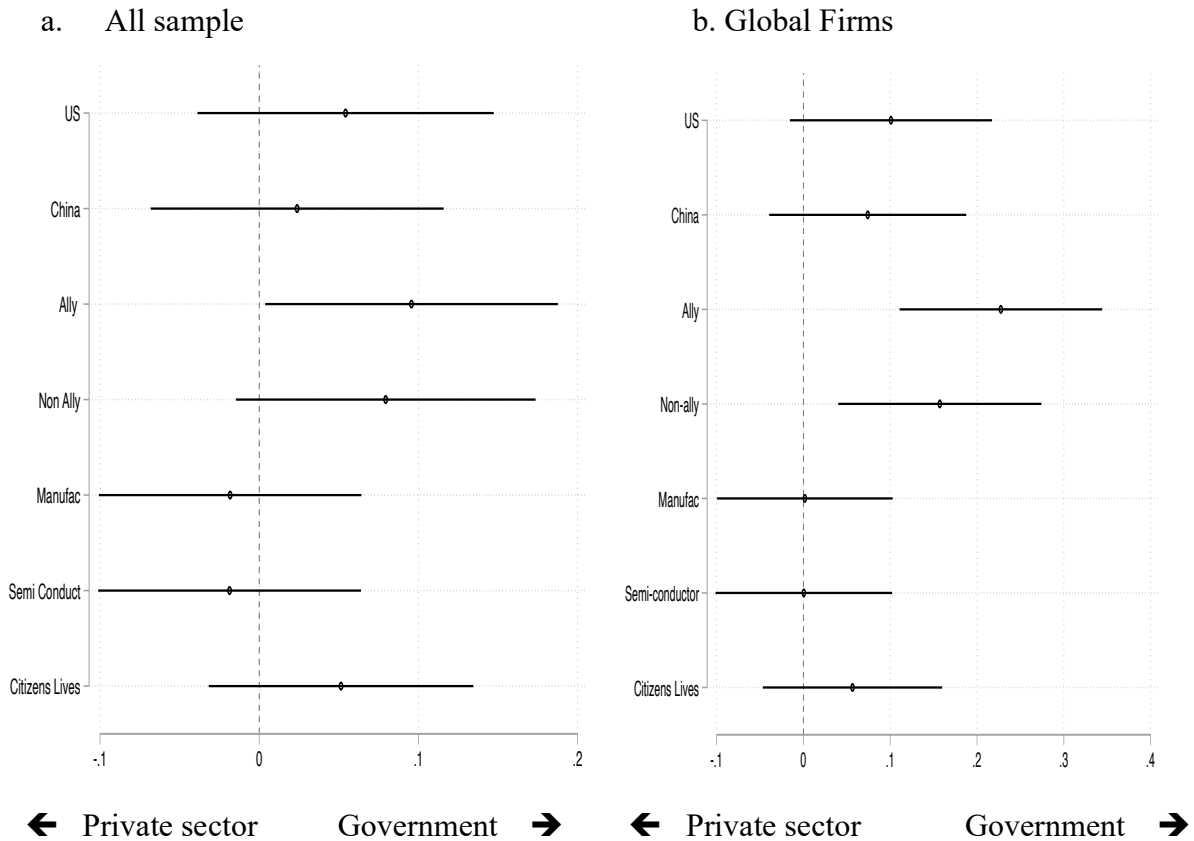 a. All sample
US
China
Ally
Non Ally
Manufac
Semi Conduct
Citizens Lives
-.1 0 .1 .2
← Private sector Government →
b. Global Firms
US
China
Ally
Non-ally
Manufac
Semi-conductor
Citizens Lives
-.1 0 .1 .2 .3 .4
← Private sector Government →